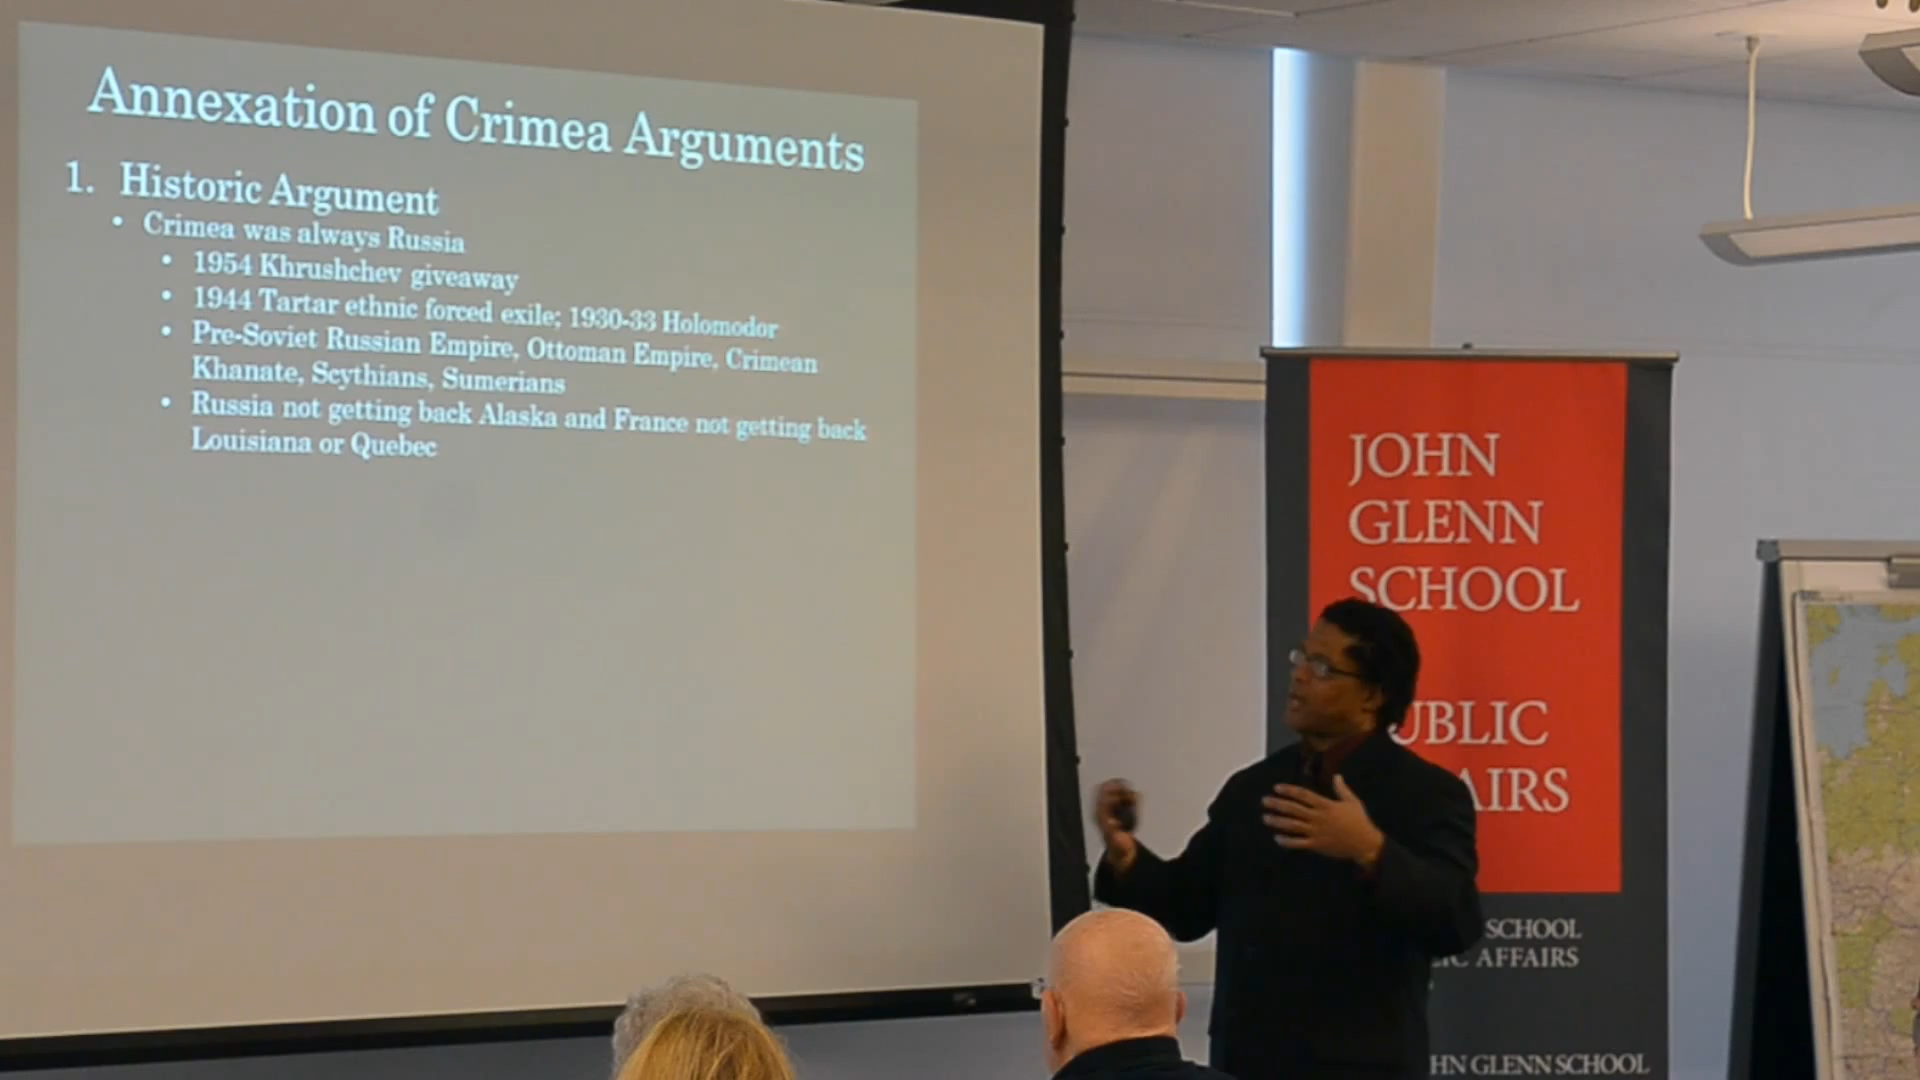 Annexation of Crimea Arguments
1. Historic Argument
• Crimea was always Russia
• 1954 Khrushchev giveaway
• 1944 Tartar ethnic forced exile; 1930-33 Holomodor
• Pre-Soviet Russian Empire, Ottoman Empire, Crimean
Khanate, Scythians, Sumerians
• Russia not getting back Alaska and France not getting back
Louisiana or Quebec
JOHN
GLENN
SCHOOL
UBLIC
AIRS
SCHOOL
IC AFFAIRS
HN GLENN SCHOOL